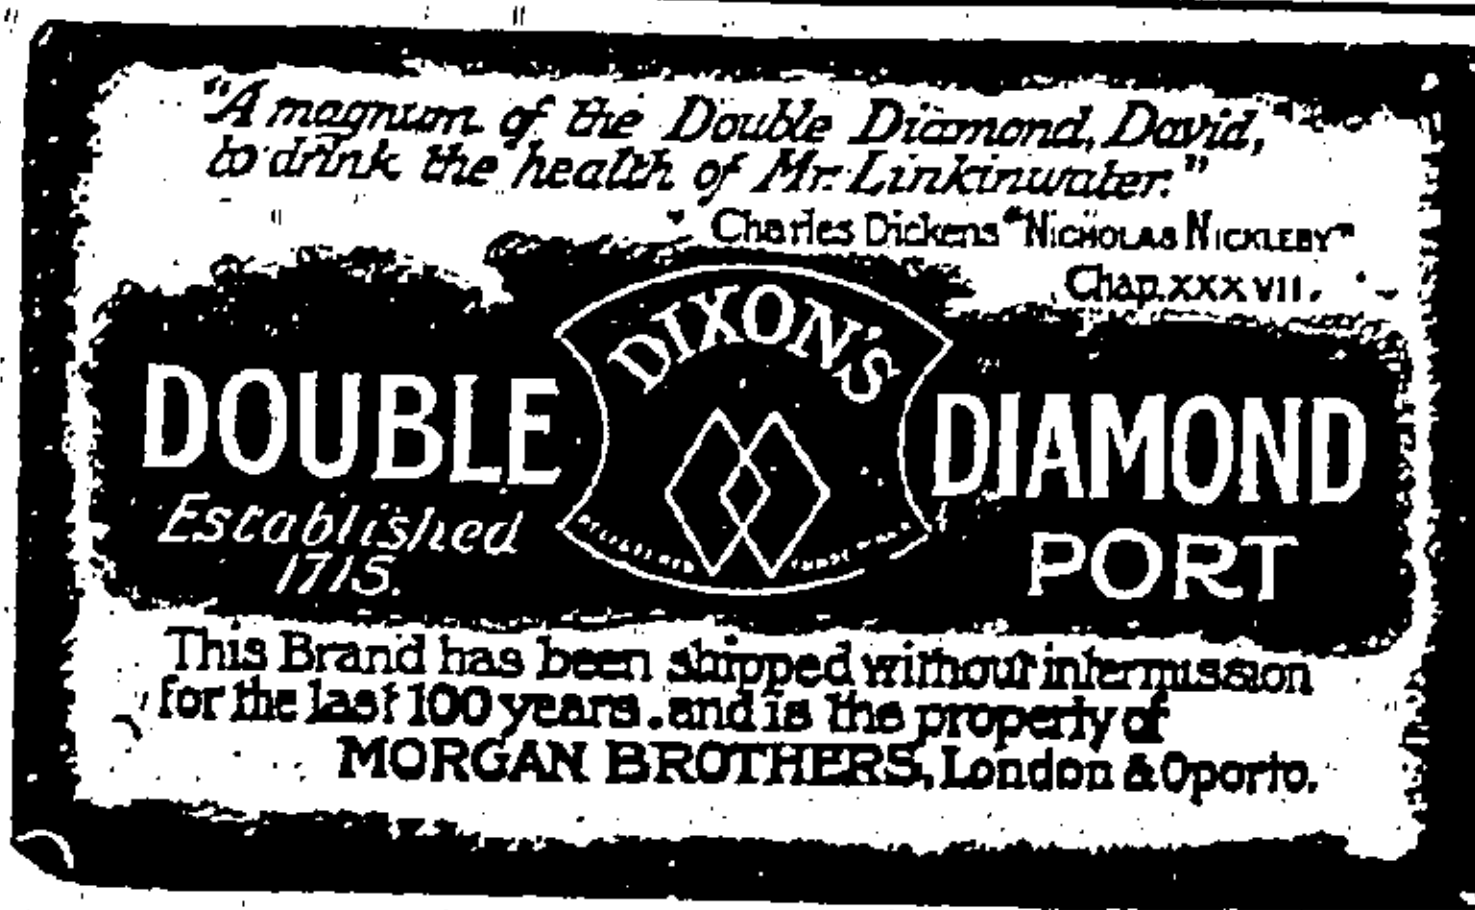 "A magnum of the Double Diamond, David,
to drink the health of Mr. Linkinwater."
Charles Dickens "NICHOLAS NICKLEBY"
Chap. XXXVII.
DIXON'S
DOUBLE DIAMOND
Established
1715.
PORT
This Brand has been shipped without intermission
for the last 100 years. and is the property of
MORGAN BROTHERS, London & Oporto.